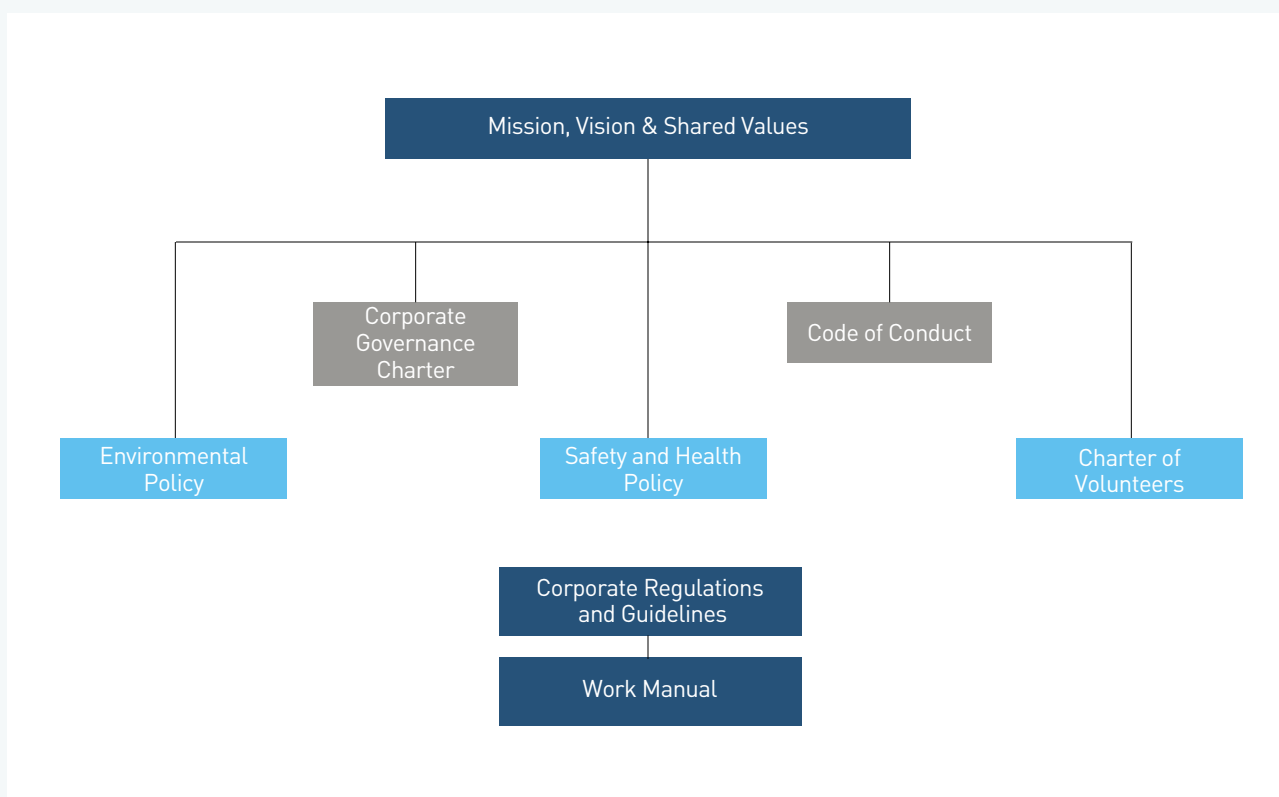 Mission, Vision & Shared Values
Corporate
Governance
Charter
Code of Conduct
Environmental
Policy
Safety and Health
Policy
Charter of
Volunteers
Corporate Regulations
and Guidelines
Work Manual